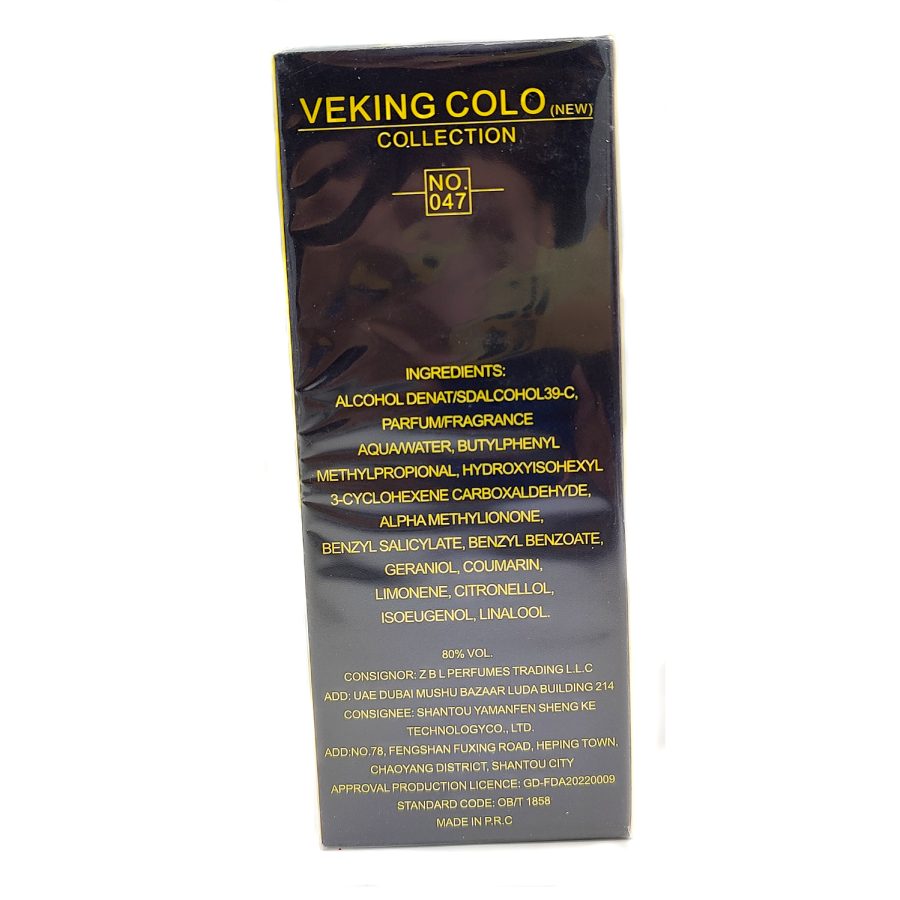 VEKING COLO (NEW)
COLLECTION
NO.
047
INGREDIENTS:
ALCOHOL DENAT/SDALCOHOL39-C,
PARFUM/FRAGRANCE
AQUA/WATER, BUTYLPHENYL
METHYLPROPIONAL, HYDROXYISOHEXYL
3-CYCLOHEXENE CARBOXALDEHYDE,
ALPHA METHYLIONONE,
BENZYL SALICYLATE, BENZYL BENZOATE,
GERANIOL, COUMARIN,
LIMONENE, CITRONELLOL,
ISOEUGENOL, LINALOOL.
80% VOL.
CONSIGNOR: Z B L PERFUMES TRADING L.L.C
ADD: UAE DUBAI MUSHU BAZAAR LUDA BUILDING 214
CONSIGNEE: SHANTOU YAMANFEN SHENG KE
TECHNOLOGYCO., LTD.
ADD:NO.78, FENGSHAN FUXING ROAD, HEPING TOWN,
CHAOYANG DISTRICT, SHANTOU CITY
APPROVAL PRODUCTION LICENCE: GD-FDA20220009
STANDARD CODE: OB/T 1858
MADE IN P.R.C